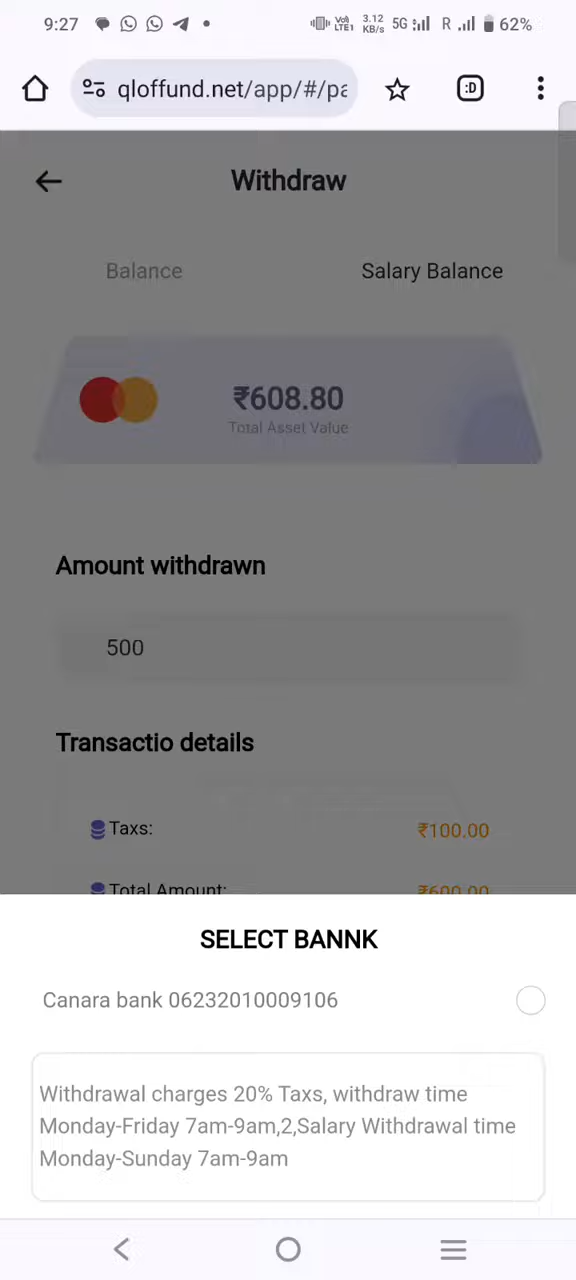 9:27 Vo) LTE1 3.12 KB/s 5G R 62%
:D
qloffund.net/app/#/pa
Withdraw
Balance Salary Balance
₹608.80
Total Asset Value
Amount withdrawn
500
Transactio details
Taxs: ₹100.00
Total Amount: ₹600.00
SELECT BANNK
Canara bank 06232010009106
Withdrawal charges 20% Taxs, withdraw time
Monday-Friday 7am-9am,2,Salary Withdrawal time
Monday-Sunday 7am-9am